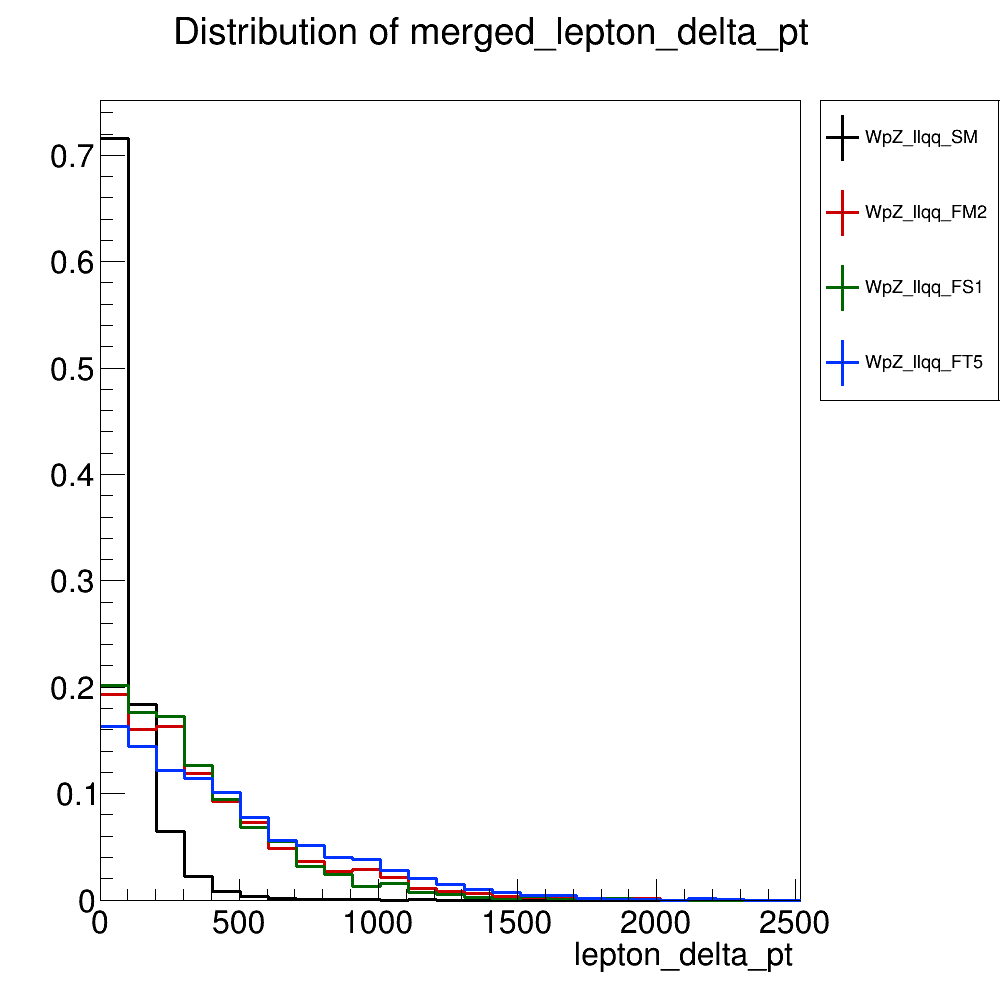 Distribution of merged_lepton_delta_pt
WpZ_llqq_SM
WpZ_llqq_FM2
WpZ_llqq_FS1
WpZ_llqq_FT5
0.7
0.6
0.5
0.4
0.3
0.2
0.1
0
0 500 1000 1500 2000 2500
lepton_delta_pt